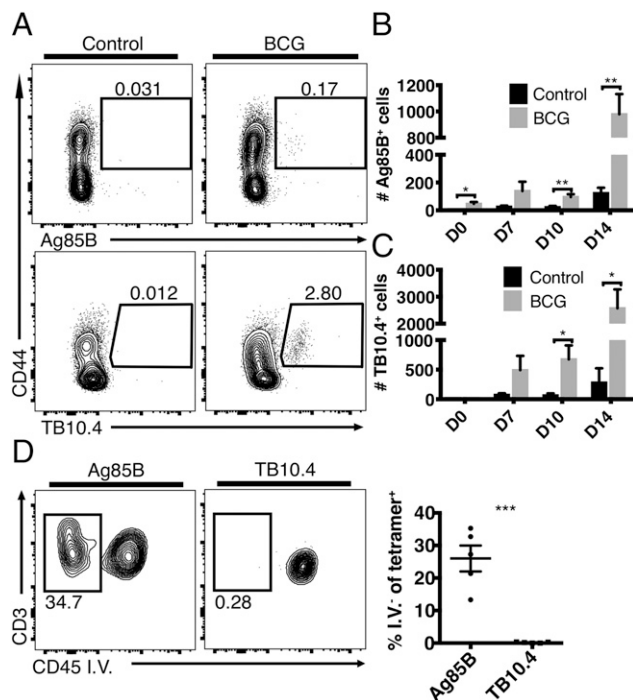 A
Control
BCG
0.031
0.17
Ag85B
0.012
2.80
CD44
TB10.4
B
# Ag85B⁺ cells
1200
1000
800
400
200
0
Control
BCG
*
**
**
D0
D7
D10
D14
C
# TB10.4⁺ cells
4000
3000
2000
1000
500
0
Control
BCG
*
*
D0
D7
D10
D14
D
Ag85B
TB10.4
34.7
0.28
CD3
CD45 I.V.
% I.V.⁻ of tetramer⁺
40
30
20
10
0
***
Ag85B
TB10.4